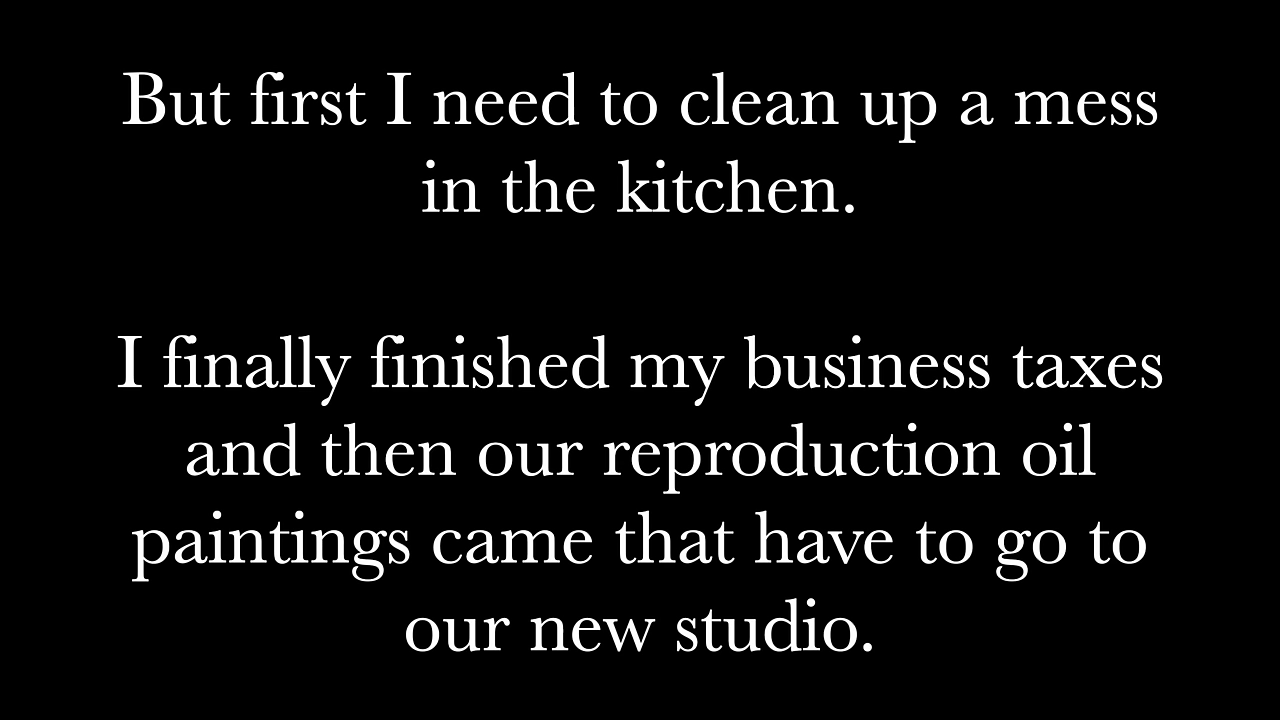 But first I need to clean up a mess
in the kitchen.
I finally finished my business taxes
and then our reproduction oil
paintings came that have to go to
our new studio.